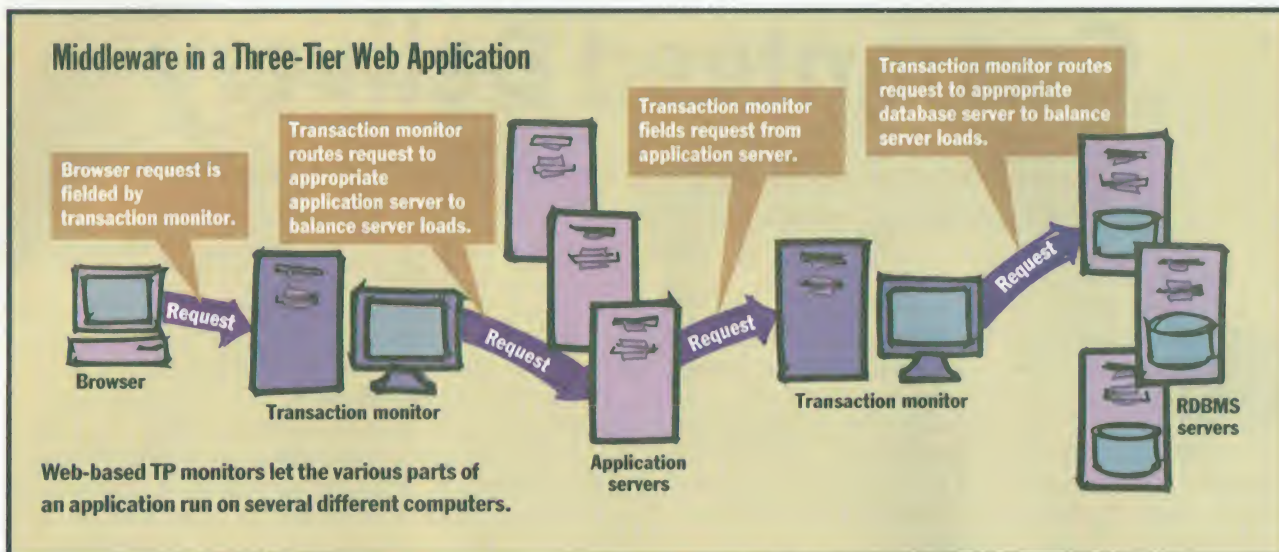 Middleware in a Three-Tier Web Application
Browser request is
fielded by
transaction monitor.
Transaction monitor
routes request to
appropriate
application server to
balance server loads.
Transaction monitor
fields request from
application server.
Transaction monitor routes
request to appropriate
database server to balance
server loads.
Request
Request
Request
Request
Browser
Transaction monitor
Application
servers
Transaction monitor
RDBMS
servers
Web-based TP monitors let the various parts of
an application run on several different computers.